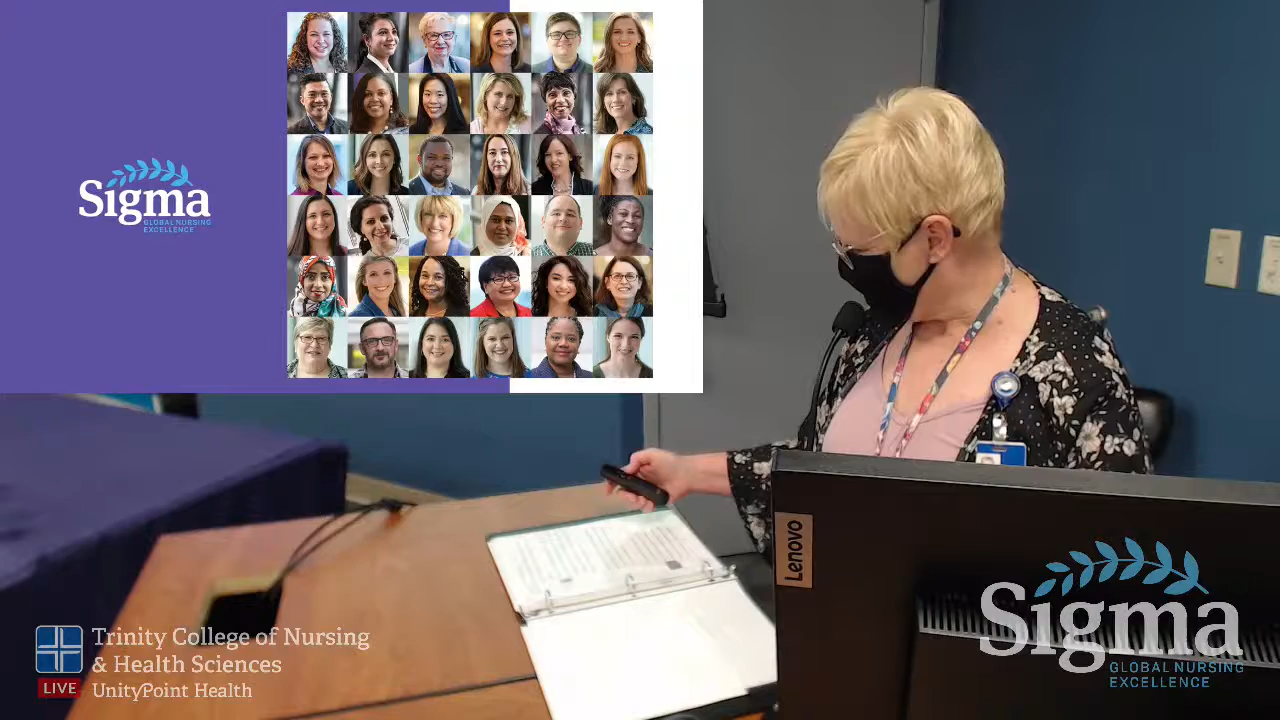 Sigma
GLOBAL NURSING
EXCELLENCE
Lenovo
Trinity College of Nursing
& Health Sciences
LIVE
UnityPoint Health
Sigma
GLOBAL NURSING
EXCELLENCE